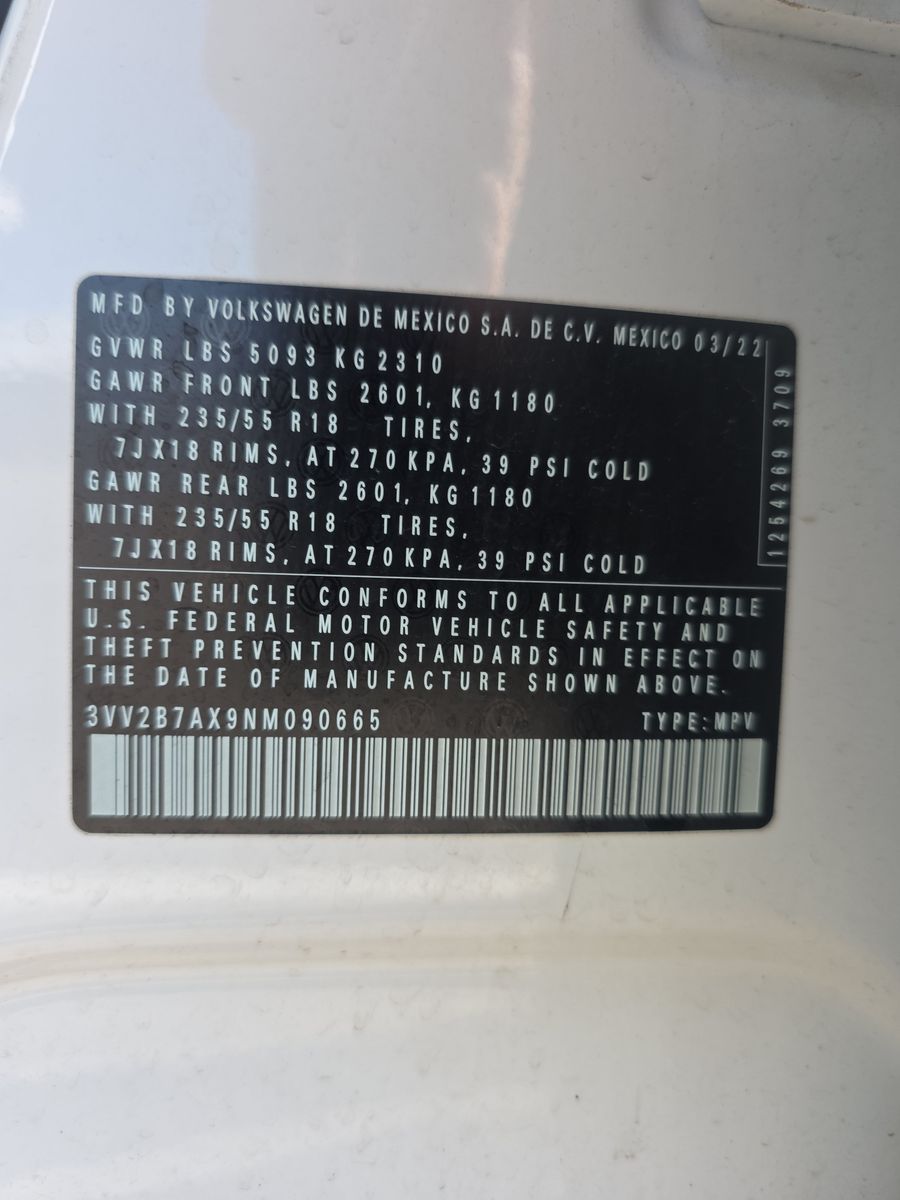 MFD BY VOLKSWAGEN DE MEXICO S.A. DE C.V. MEXICO 03/22
GVWR LBS 5093 KG 2310
GAWR FRONT LBS 2601, KG 1180
WITH 235/55 R18 TIRES,
7JX18 RIMS, AT 270 KPA, 39 PSI COLD
GAWR REAR LBS 2601, KG 1180
WITH 235/55 R18 TIRES,
7JX18 RIMS, AT 270 KPA, 39 PSI COLD
1254269 3709
THIS VEHICLE CONFORMS TO ALL APPLICABLE
U.S. FEDERAL MOTOR VEHICLE SAFETY AND
THEFT PREVENTION STANDARDS IN EFFECT ON
THE DATE OF MANUFACTURE SHOWN ABOVE.
3VV2B7AX9NM090665 TYPE:MPV